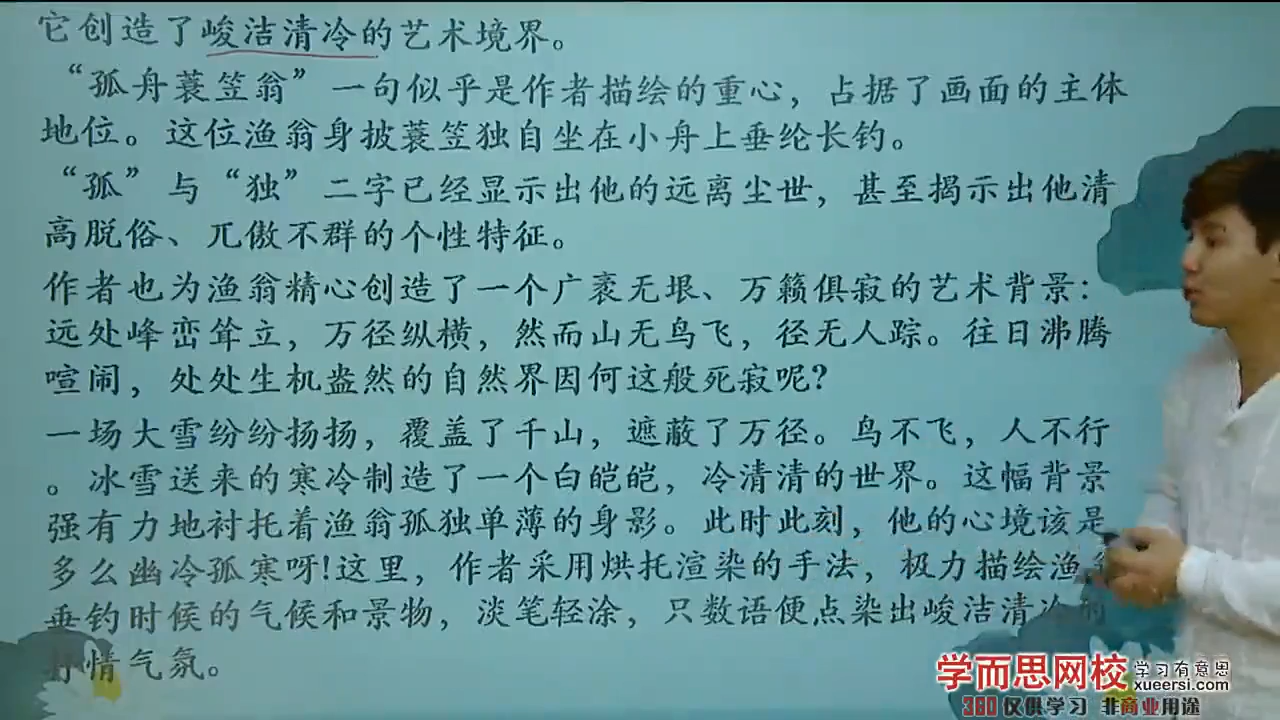 它创造了峻洁清冷的艺术境界。
“孤舟蓑笠翁”一句似乎是作者描绘的重心，占据了画面的主体
地位。这位渔翁身披蓑笠独自坐在小舟上垂纶长钓。
“孤”与“独”二字已经显示出他的远离尘世，甚至揭示出他清
高脱俗、兀傲不群的个性特征。
作者也为渔翁精心创造了一个广袤无垠、万籁俱寂的艺术背景：
远处峰峦耸立，万径纵横，然而山无鸟飞，径无人踪。往日沸腾
喧闹，处处生机盎然的自然界因何这般死寂呢？
一场大雪纷纷扬扬，覆盖了千山，遮蔽了万径。鸟不飞，人不行
。冰雪送来的寒冷制造了一个白皑皑，冷清清的世界。这幅背景
强有力地衬托着渔翁孤独单薄的身影。此时此刻，他的心境该是
多么幽冷孤寒呀！这里，作者采用烘托渲染的手法，极力描绘渔
垂钓时候的气候和景物，淡笔轻涂，只数语便点染出峻洁清冷的
抒情气氛。
学而思网校 学习有意思
xueersi.com
360 仅供学习 非商业用途